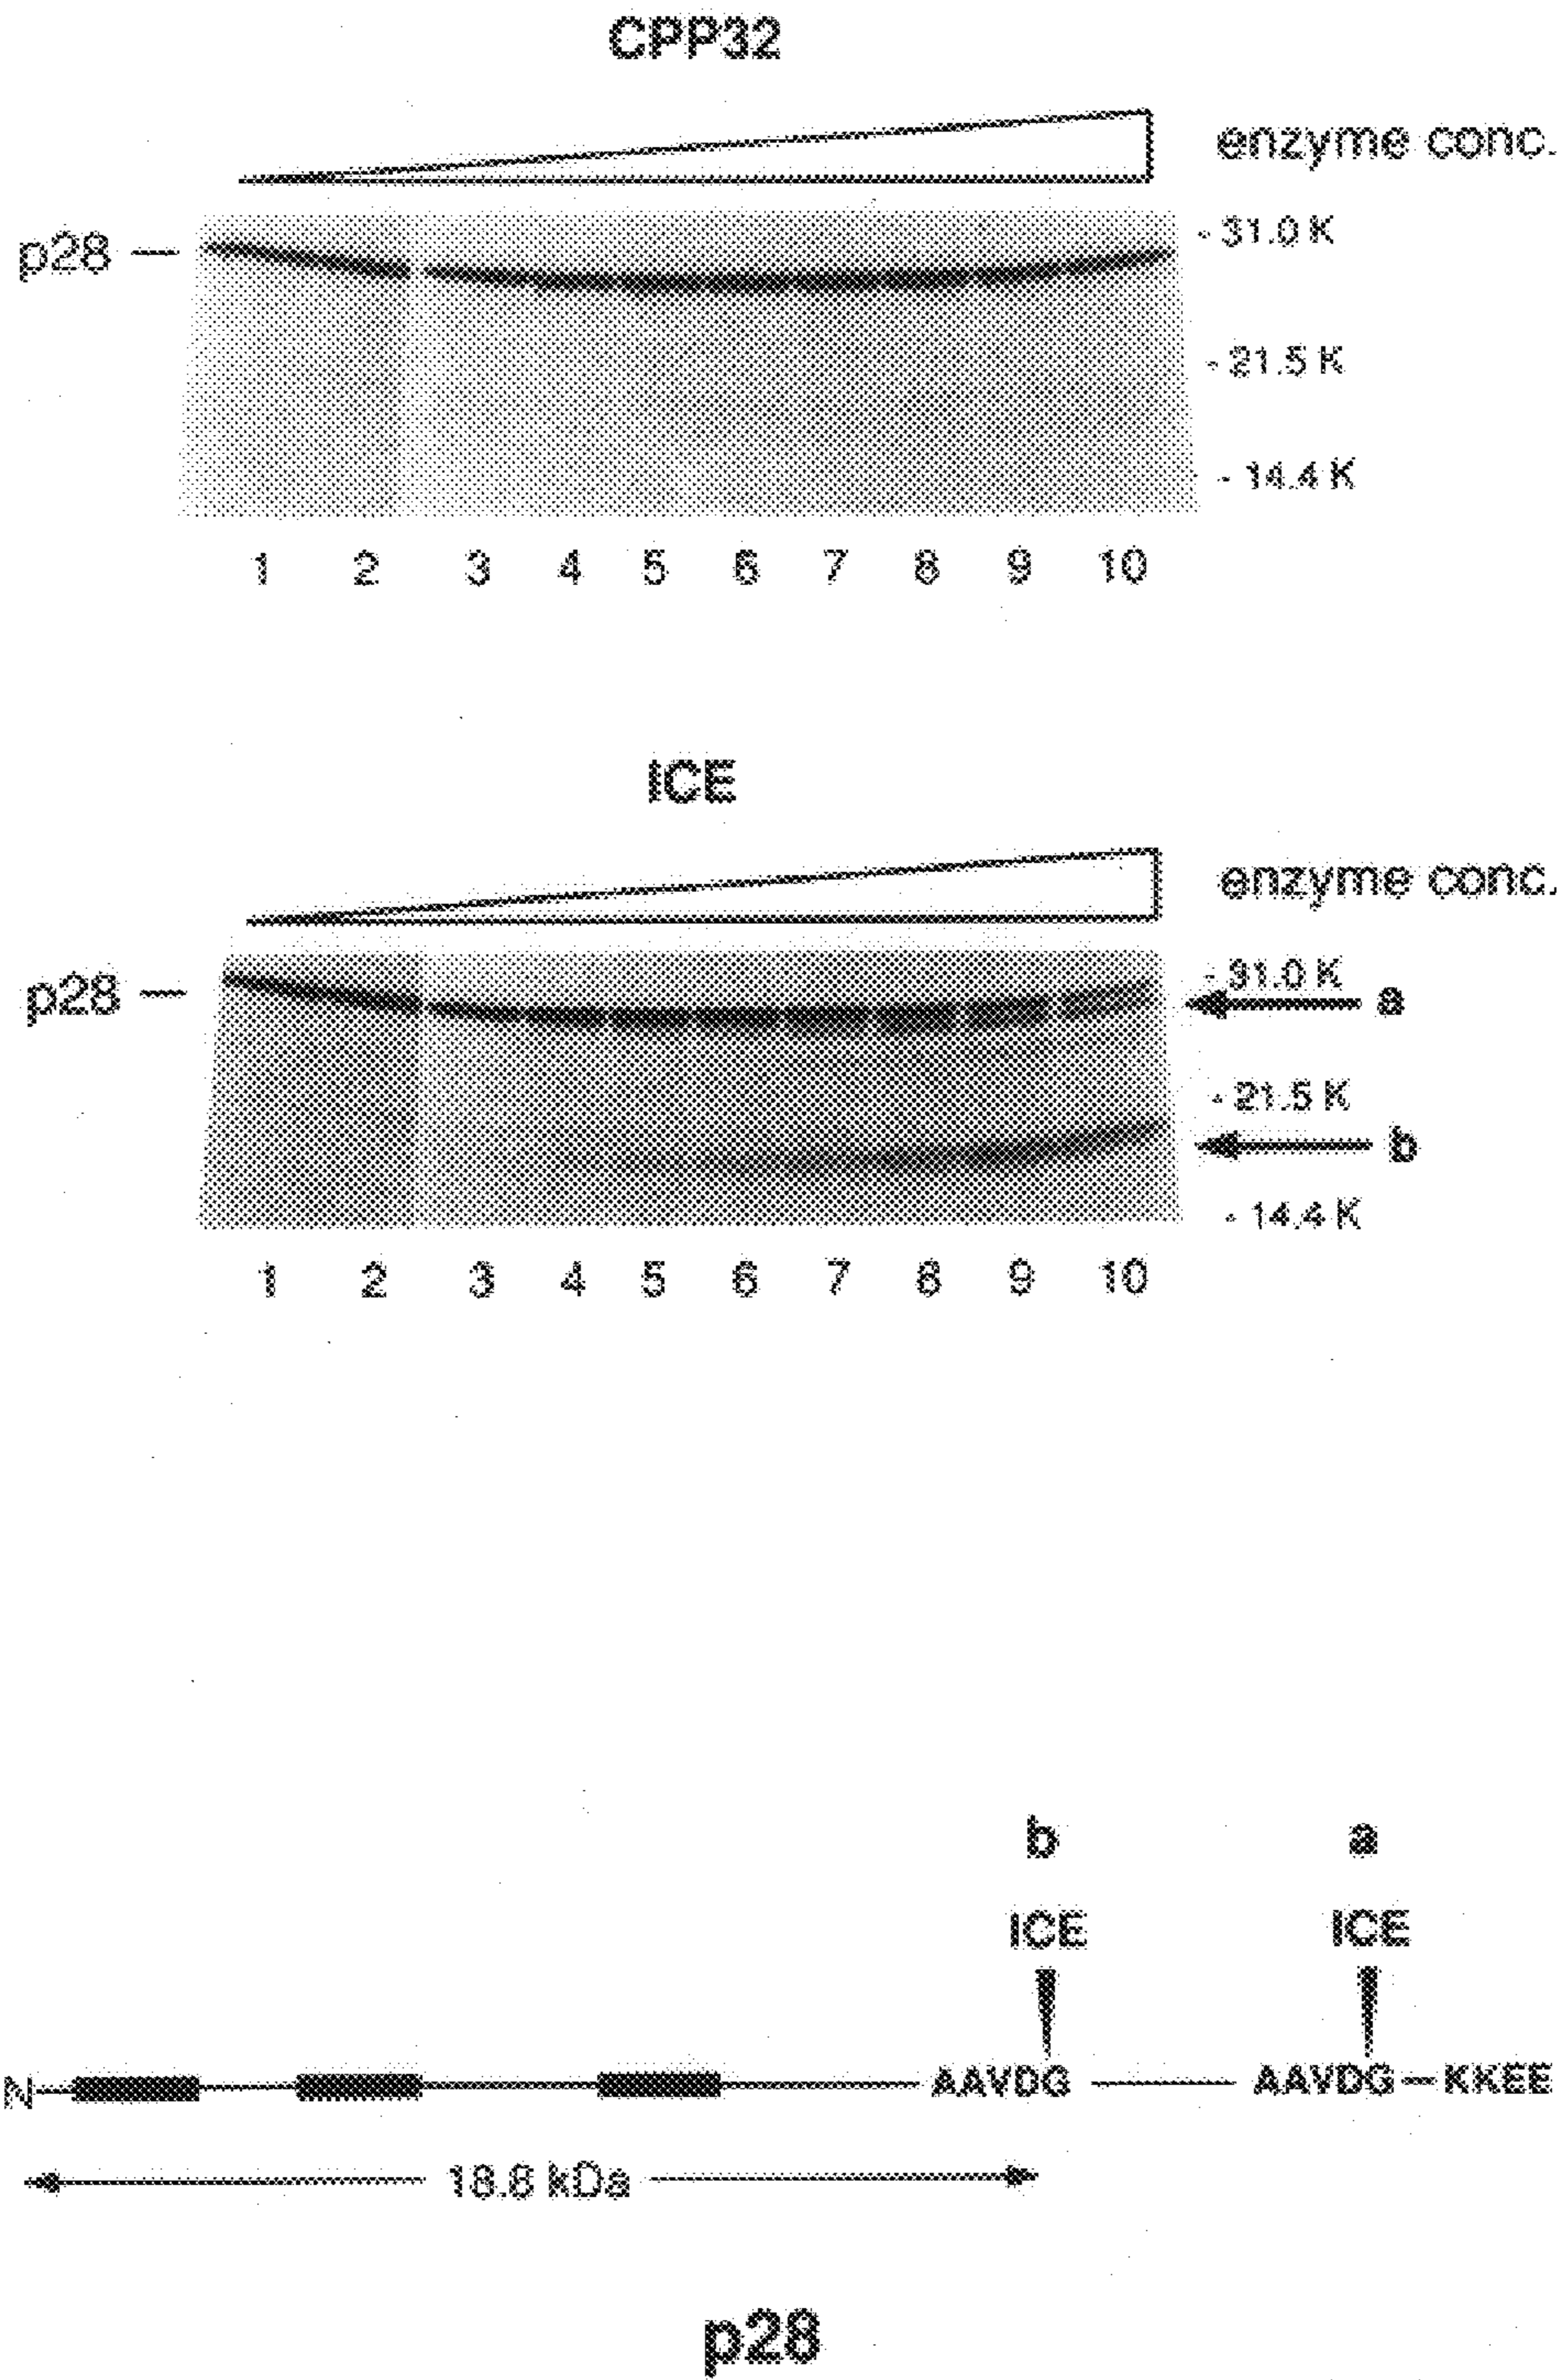 CPP32
enzyme conc.
p28
- 31.0 K
- 21.5 K
- 14.4 K
1 2 3 4 5 6 7 8 9 10
ICE
enzyme conc.
p28
- 31.0 K
a
- 21.5 K
b
- 14.4 K
1 2 3 4 5 6 7 8 9 10
b a
ICE ICE
N AAVDG AAVDG – KKEE
18.8 kDa
p28